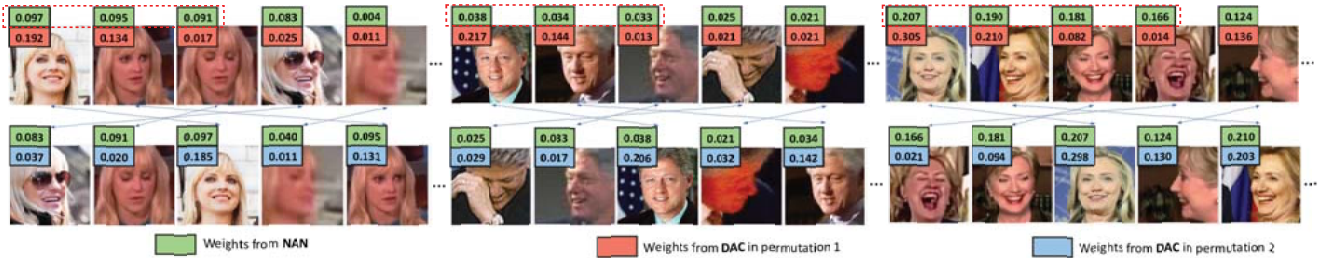 0.097 0.095 0.091 0.083 0.004 0.038 0.034 0.033 0.025 0.021 0.207 0.190 0.181 0.166 0.124
0.192 0.134 0.017 0.025 0.011 ... 0.217 0.144 0.013 0.021 0.021 ... 0.305 0.210 0.082 0.014 0.136 ...
0.083 0.091 0.097 0.040 0.095 0.025 0.033 0.038 0.021 0.034 0.166 0.181 0.207 0.124 0.210
0.037 0.020 0.185 0.011 0.131 ... 0.029 0.017 0.206 0.032 0.142 ... 0.021 0.094 0.298 0.130 0.203 ...
Weights from NAN Weights from DAC in permutation 1 Weights from DAC in permutation 2